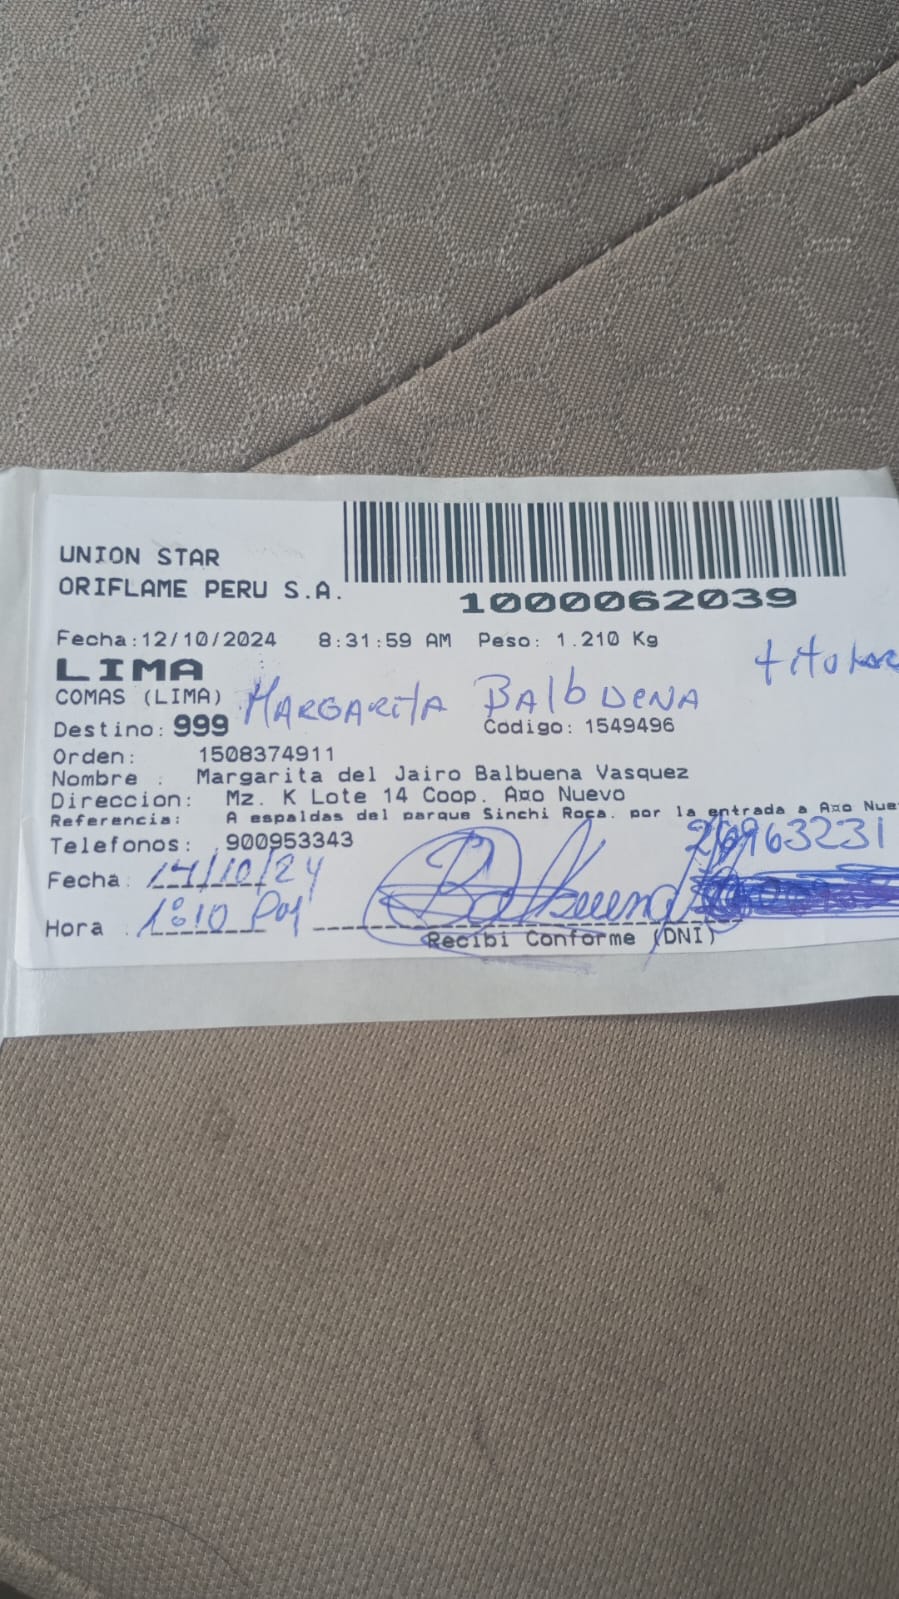 UNION STAR
ORIFLAME PERU S.A.
1000062039
Fecha:12/10/2024 8:31:59 AM Peso: 1.210 Kg
LIMA
titular
COMAS (LIMA) MARGARITA BALBUENA
Destino: 999 Codigo: 1549496
Orden: 1508374911
Nombre : Margarita del Jairo Balbuena Vasquez
Direccion: Mz. K Lote 14 Coop. A¤o Nuevo
Referencia: A espaldas del parque Sinchi Roca. por la entrada a A¤o Nue
Telefonos: 900953343
Fecha: 14/10/24
Hora : 1:10 Pm
Recibi Conforme (DNI)